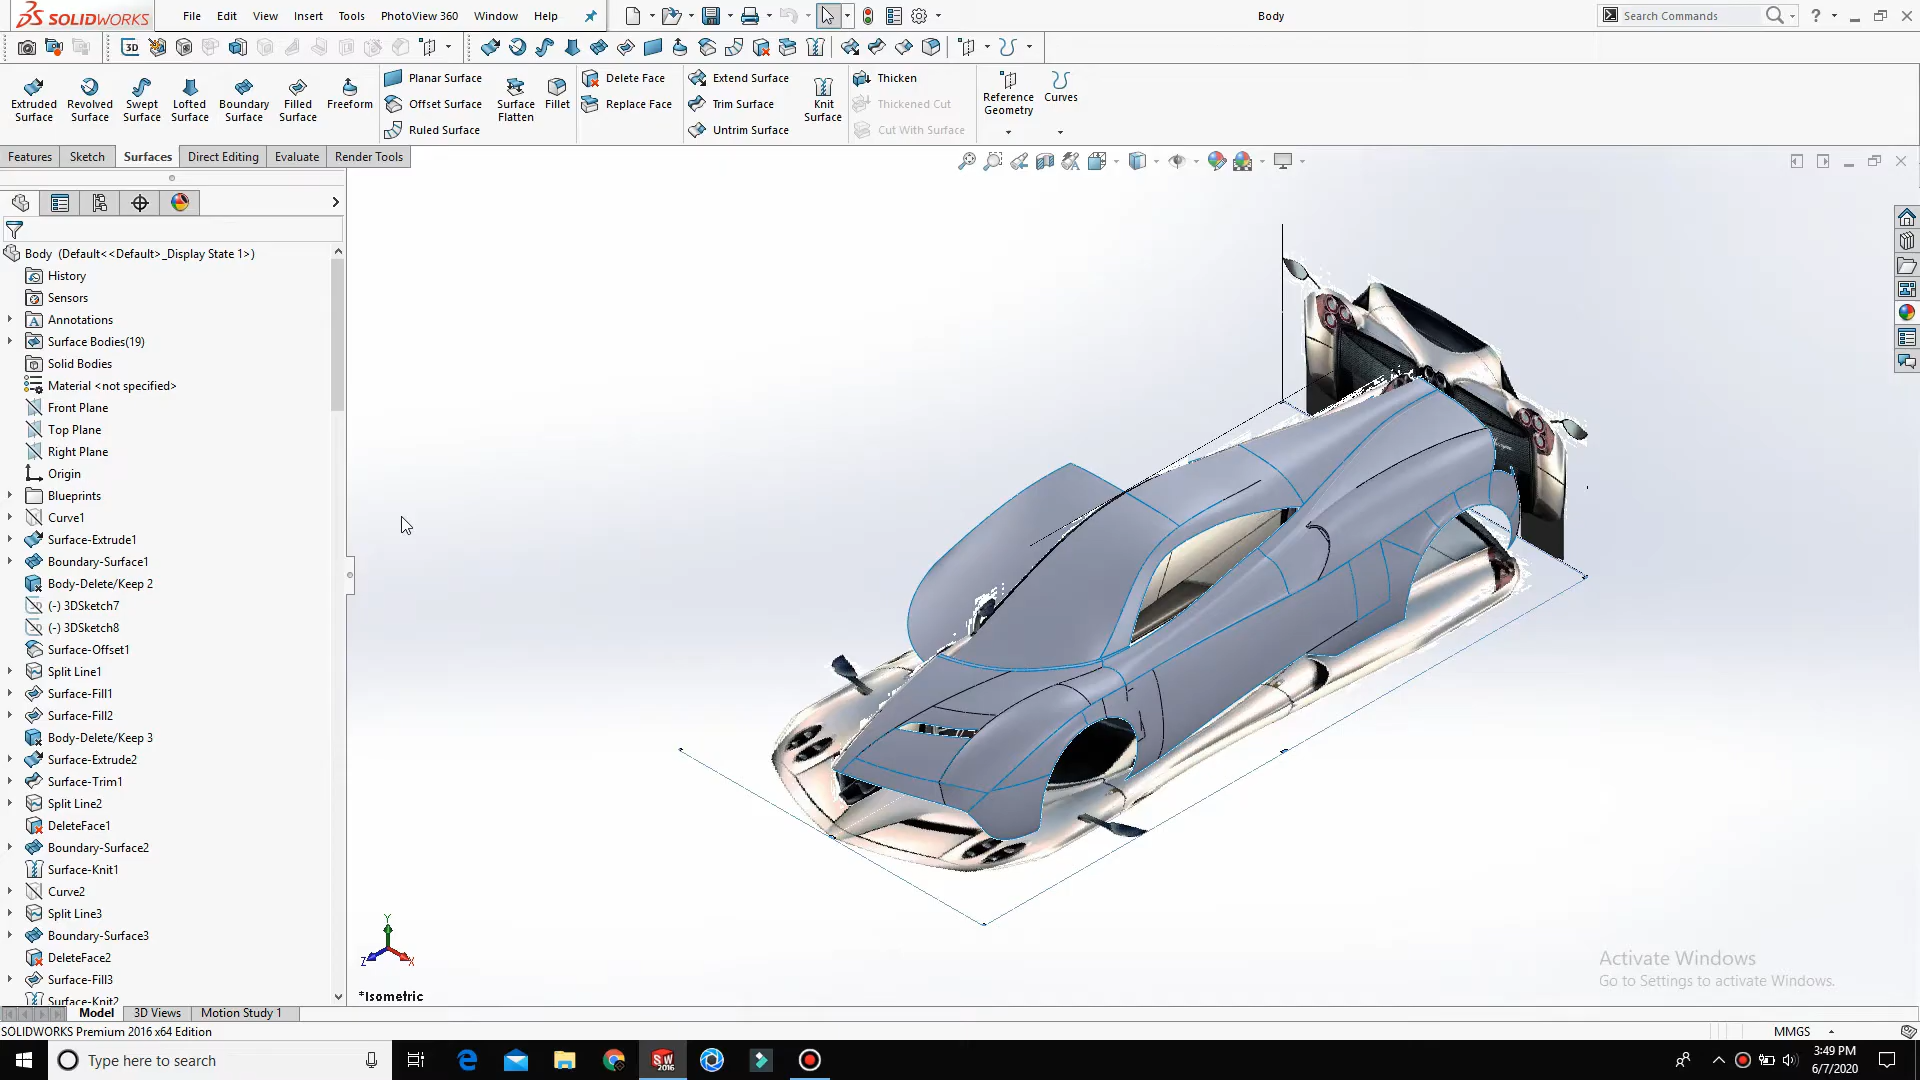 SOLIDWORKS
File Edit View Insert Tools PhotoView 360 Window Help
Body
Search Commands
3D
Extruded Surface
Revolved Surface
Swept Surface
Lofted Surface
Boundary Surface
Filled Surface
Freeform
Planar Surface
Offset Surface
Ruled Surface
Surface Flatten
Fillet
Delete Face
Replace Face
Extend Surface
Trim Surface
Untrim Surface
Knit Surface
Thicken
Thickened Cut
Cut With Surface
Reference Geometry
Curves
Features Sketch Surfaces Direct Editing Evaluate Render Tools
Body (Default<<Default>_Display State 1>)
History
Sensors
Annotations
Surface Bodies(19)
Solid Bodies
Material <not specified>
Front Plane
Top Plane
Right Plane
Origin
Blueprints
Curve1
Surface-Extrude1
Boundary-Surface1
Body-Delete/Keep 2
(-) 3DSketch7
(-) 3DSketch8
Surface-Offset1
Split Line1
Surface-Fill1
Surface-Fill2
Body-Delete/Keep 3
Surface-Extrude2
Surface-Trim1
Split Line2
DeleteFace1
Boundary-Surface2
Surface-Knit1
Curve2
Split Line3
Boundary-Surface3
DeleteFace2
Surface-Fill3
Surface-Knit2
Y
Z
X
*Isometric
Activate Windows
Go to Settings to activate Windows.
Model 3D Views Motion Study 1
SOLIDWORKS Premium 2016 x64 Edition
MMGS
Type here to search
SW
2016
3:49 PM
6/7/2020